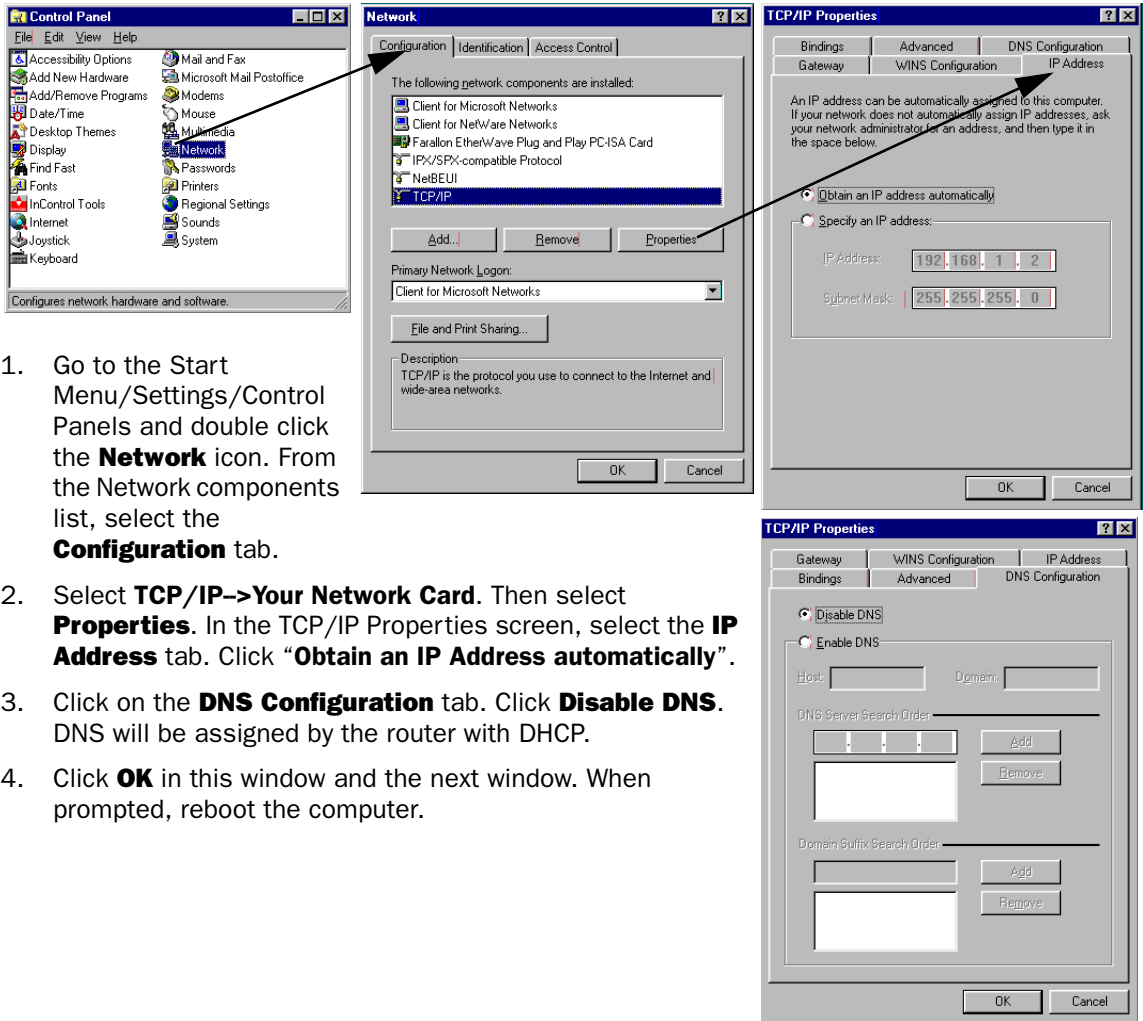 Control Panel
File Edit View Help
Accessibility Options
Add New Hardware
Add/Remove Programs
Date/Time
Desktop Themes
Display
Find Fast
Fonts
InControl Tools
Internet
Joystick
Keyboard
Mail and Fax
Microsoft Mail Postoffice
Modems
Mouse
Multimedia
Network
Passwords
Printers
Regional Settings
Sounds
System
Configures network hardware and software.
Network
Configuration Identification Access Control
The following network components are installed:
Client for Microsoft Networks
Client for NetWare Networks
Farallon EtherWave Plug and Play PC-ISA Card
IPX/SPX-compatible Protocol
NetBEUI
TCP/IP
Add... Remove Properties
Primary Network Logon:
Client for Microsoft Networks
File and Print Sharing...
Description
TCP/IP is the protocol you use to connect to the Internet and
wide-area networks.
OK Cancel
TCP/IP Properties
Bindings Advanced DNS Configuration
Gateway WINS Configuration IP Address
An IP address can be automatically assigned to this computer.
If your network does not automatically assign IP addresses, ask
your network administrator for an address, and then type it in
the space below.
Obtain an IP address automatically
Specify an IP address:
IP Address: 192.168.1.2
Subnet Mask: 255.255.255.0
OK Cancel
1. Go to the Start
Menu/Settings/Control
Panels and double click
the Network icon. From
the Network components
list, select the
Configuration tab.
2. Select TCP/IP-->Your Network Card. Then select
Properties. In the TCP/IP Properties screen, select the IP
Address tab. Click “Obtain an IP Address automatically”.
3. Click on the DNS Configuration tab. Click Disable DNS.
DNS will be assigned by the router with DHCP.
4. Click OK in this window and the next window. When
prompted, reboot the computer.
TCP/IP Properties
Gateway WINS Configuration IP Address
Bindings Advanced DNS Configuration
Disable DNS
Enable DNS
Host: Domain:
DNS Server Search Order
Add
Remove
Domain Suffix Search Order
Add
Remove
OK Cancel